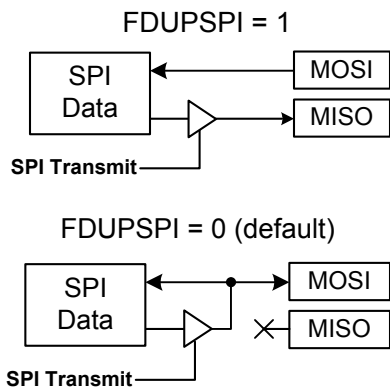 FDUPSPI = 1
SPI
Data
MOSI
MISO
SPI Transmit
FDUPSPI = 0 (default)
SPI
Data
MOSI
MISO
SPI Transmit